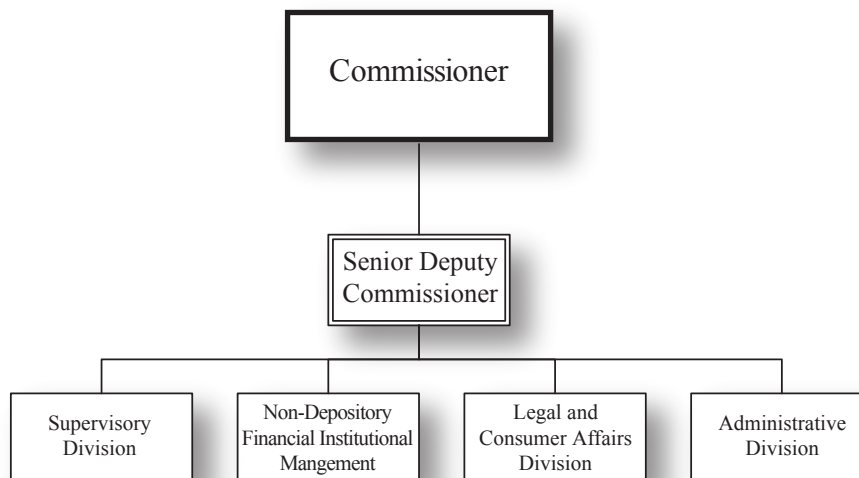 Commissioner
Senior Deputy
Commissioner
Supervisory
Division
Non-Depository
Financial Institutional
Mangement
Legal and
Consumer Affairs
Division
Administrative
Division